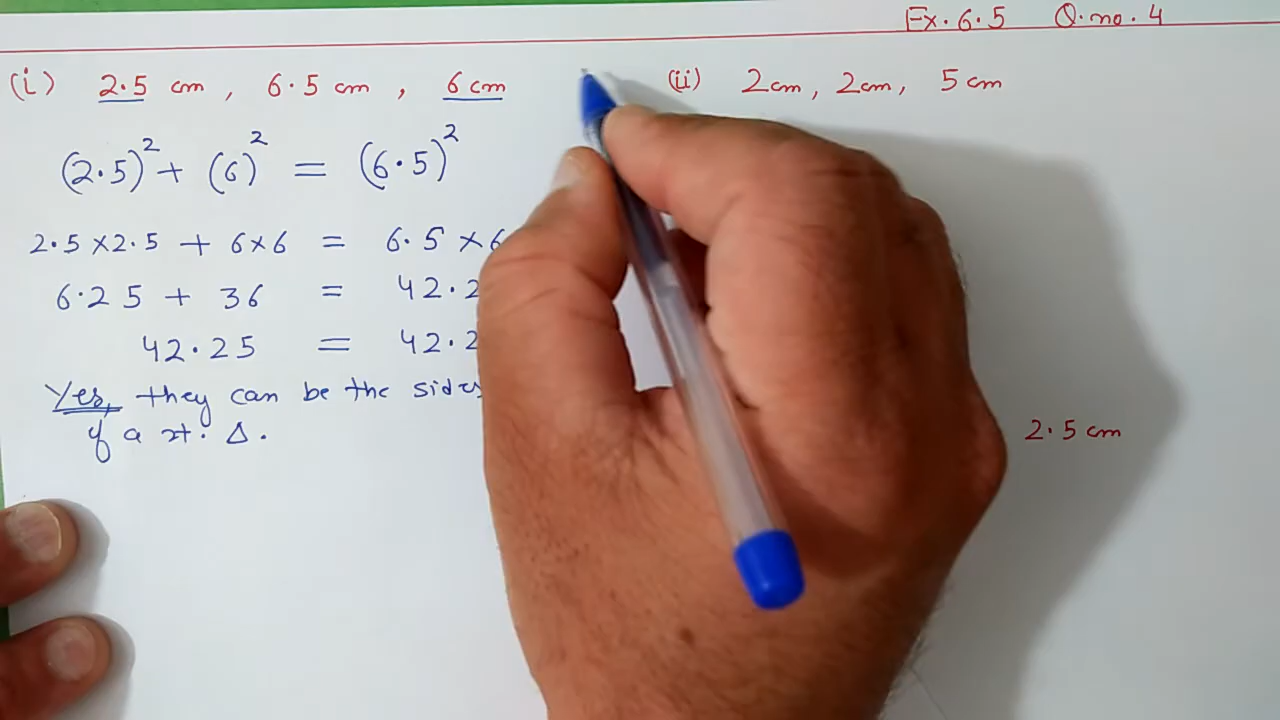 Ex. 6.5 Q. no. 4
(i) 2.5 cm , 6.5 cm , 6 cm
(2.5)² + (6)² = (6.5)²
2.5 × 2.5 + 6×6 = 6.5 × 6
6.25 + 36 = 42.2
42.25 = 42.2
Yes, they can be the sides
of a rt. Δ.
(ii) 2cm, 2cm, 5 cm
2.5 cm